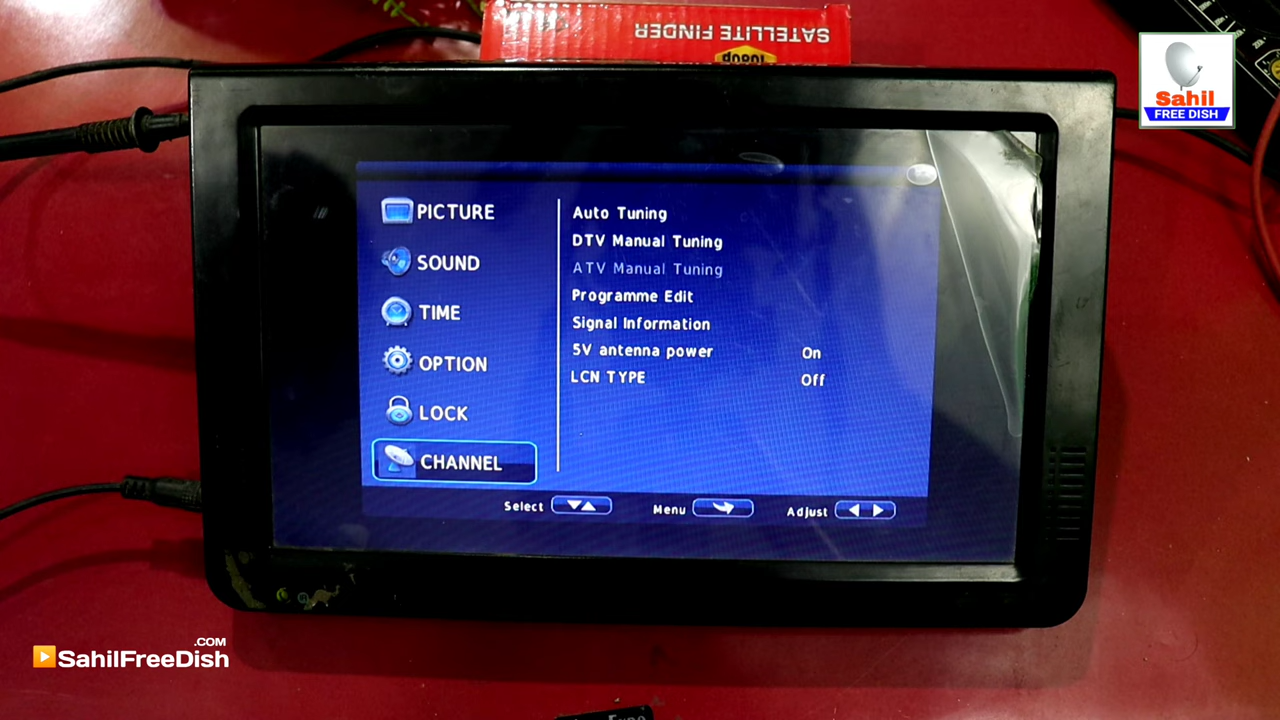 SATELLITE FINDER
1080P
Sahil
FREE DISH
PICTURE
SOUND
TIME
OPTION
LOCK
CHANNEL
Auto Tuning
DTV Manual Tuning
ATV Manual Tuning
Programme Edit
Signal Information
5V antenna power On
LCN TYPE Off
Select Menu Adjust
.COM
SahilFreeDish